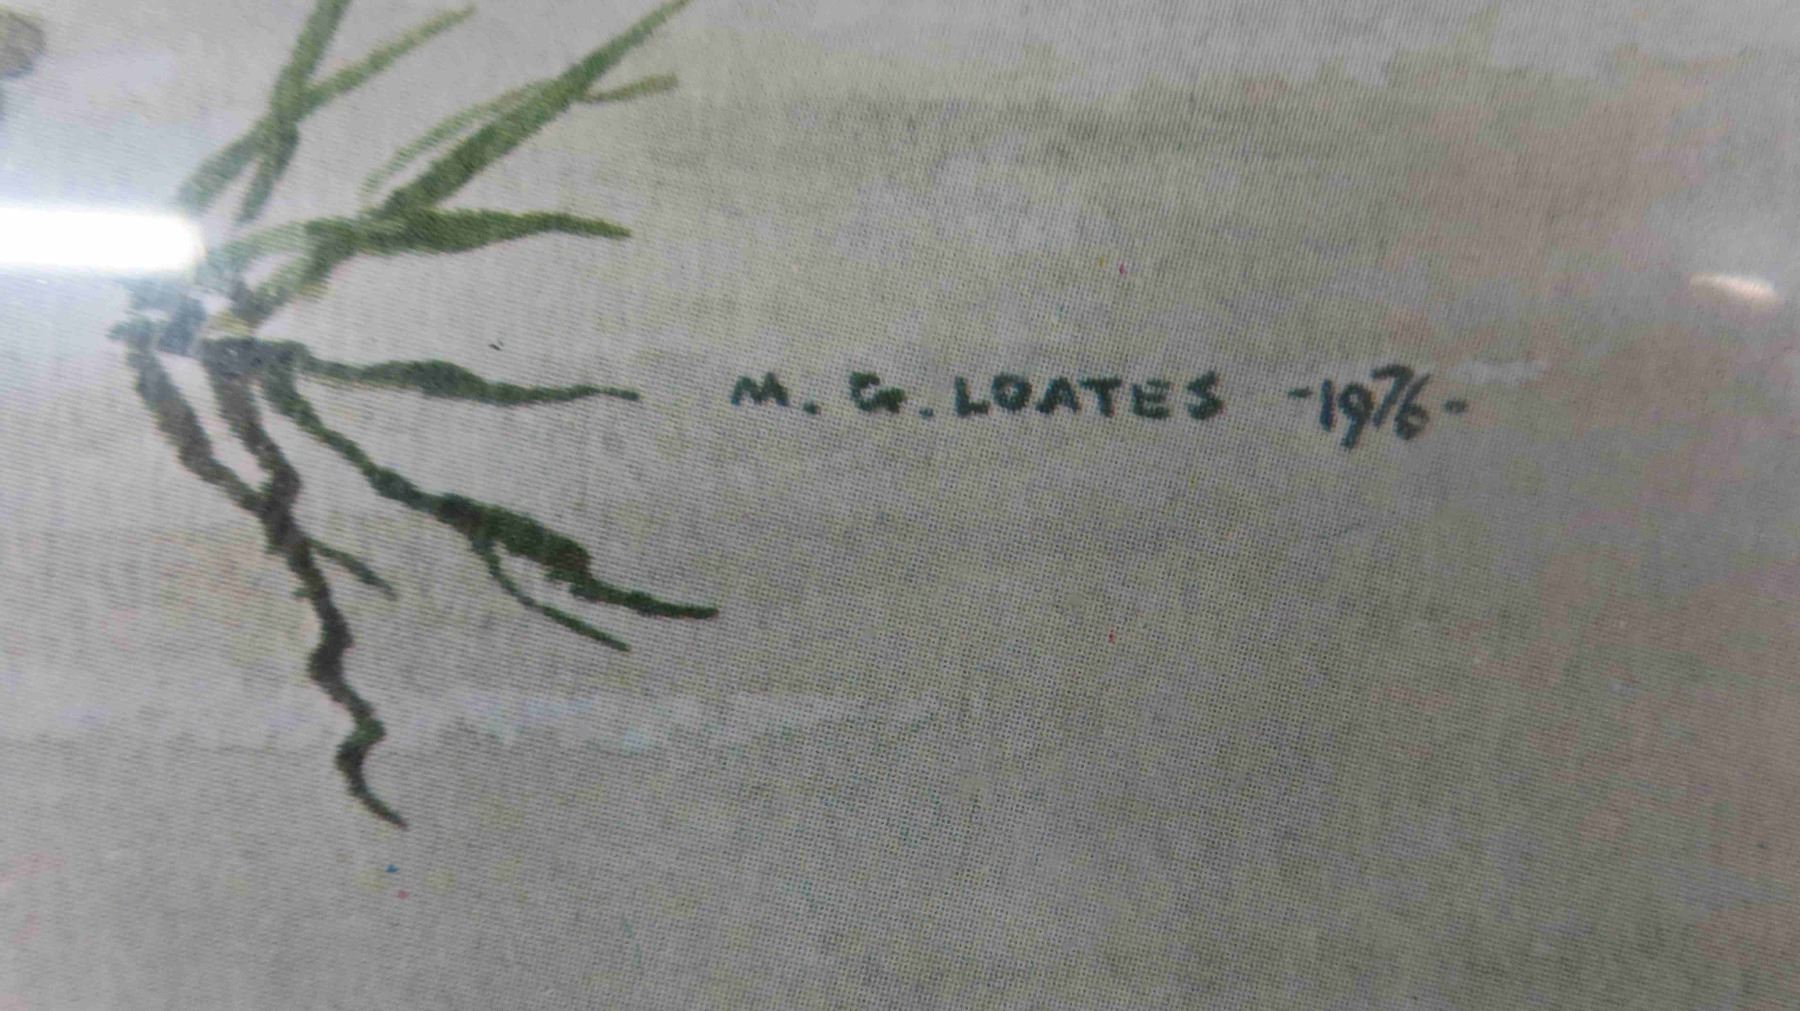 M. G. LOATES -1976-